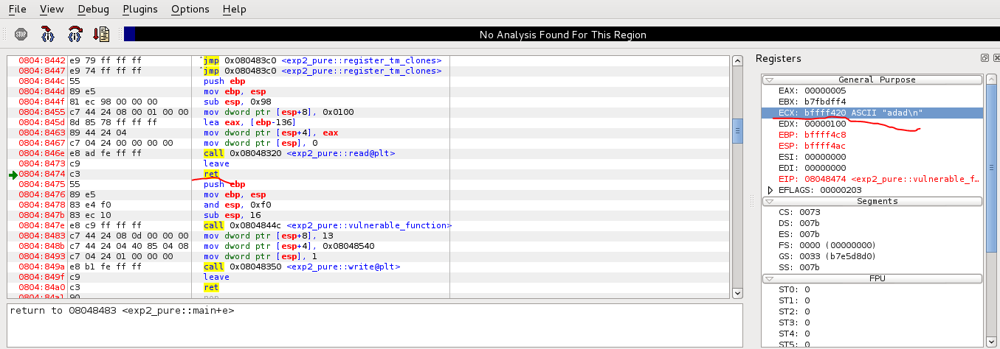 File View Debug Plugins Options Help
STOP No Analysis Found For This Region
0804:8442 e9 79 ff ff ff `jmp 0x080483c0 <exp2_pure::register_tm_clones>
0804:8447 e9 74 ff ff ff `jmp 0x080483c0 <exp2_pure::register_tm_clones>
0804:844c 55 push ebp
0804:844d 89 e5 mov ebp, esp
0804:844f 81 ec 98 00 00 00 sub esp, 0x98
0804:8455 c7 44 24 08 00 01 00 00 mov dword ptr [esp+8], 0x0100
0804:845d 8d 85 78 ff ff ff lea eax, [ebp-136]
0804:8463 89 44 24 04 mov dword ptr [esp+4], eax
0804:8467 c7 04 24 00 00 00 00 mov dword ptr [esp], 0
0804:846e e8 ad fe ff ff call 0x08048320 <exp2_pure::read@plt>
0804:8473 c9 leave
0804:8474 c3 ret
0804:8475 55 push ebp
0804:8476 89 e5 mov ebp, esp
0804:8478 83 e4 f0 and esp, 0xf0
0804:847b 83 ec 10 sub esp, 16
0804:847e e8 c9 ff ff ff call 0x0804844c <exp2_pure::vulnerable_function>
0804:8483 c7 44 24 08 0d 00 00 00 mov dword ptr [esp+8], 13
0804:848b c7 44 24 04 40 85 04 08 mov dword ptr [esp+4], 0x08048540
0804:8493 c7 04 24 01 00 00 00 mov dword ptr [esp], 1
0804:849a e8 b1 fe ff ff call 0x08048350 <exp2_pure::write@plt>
0804:849f c9 leave
0804:84a0 c3 ret
0804:84a1 90 nop
return to 08048483 <exp2_pure::main+e>
Registers
General Purpose
EAX: 00000005
EBX: b7fbdff4
ECX: bffff420 ASCII "adad\n"
EDX: 00000100
EBP: bffff4c8
ESP: bffff4ac
ESI: 00000000
EDI: 00000000
EIP: 08048474 <exp2_pure::vulnerable_f…
EFLAGS: 00000203
Segments
CS: 0073
DS: 007b
ES: 007b
FS: 0000 (00000000)
GS: 0033 (b7e5d8d0)
SS: 007b
FPU
ST0: 0
ST1: 0
ST2: 0
ST3: 0
ST4: 0
ST5: 0